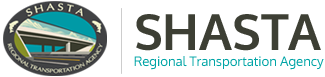 SHASTA
REGIONAL TRANSPORTATION AGENCY
SHASTA
Regional Transportation Agency